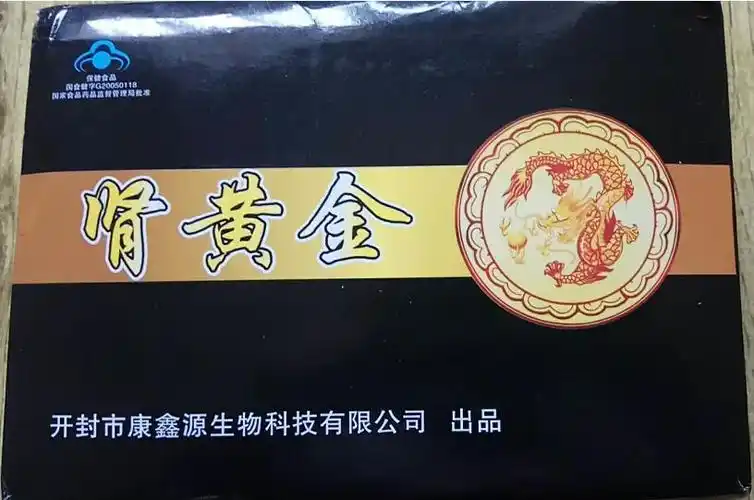 保健食品
国食健字G20050118
国家食品药品监督管理局批准
肾黄金
开封市康鑫源生物科技有限公司 出品